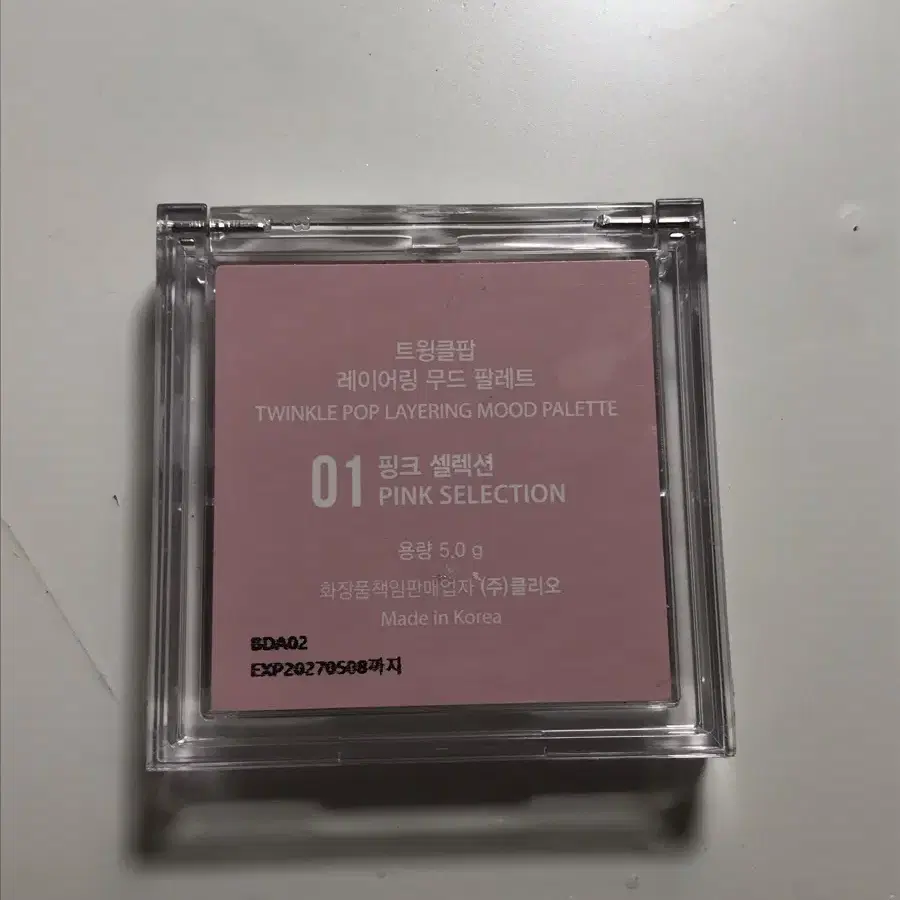 트윙클팝
레이어링 무드 팔레트
TWINKLE POP LAYERING MOOD PALETTE
01 핑크 셀렉션
PINK SELECTION
용량 5.0 g
화장품책임판매업자 (주)클리오
Made in Korea
BDA02
EXP20270508까지